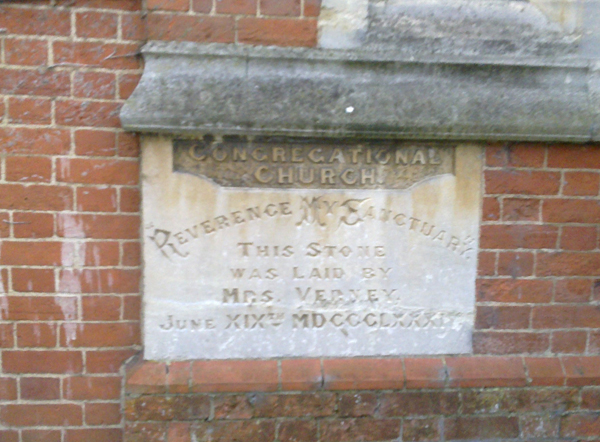 CONGREGATIONAL
CHURCH.
REVERENCE MY SANCTUARY.
THIS STONE
WAS LAID BY
MRS. VERNEY.
JUNE XIXTH